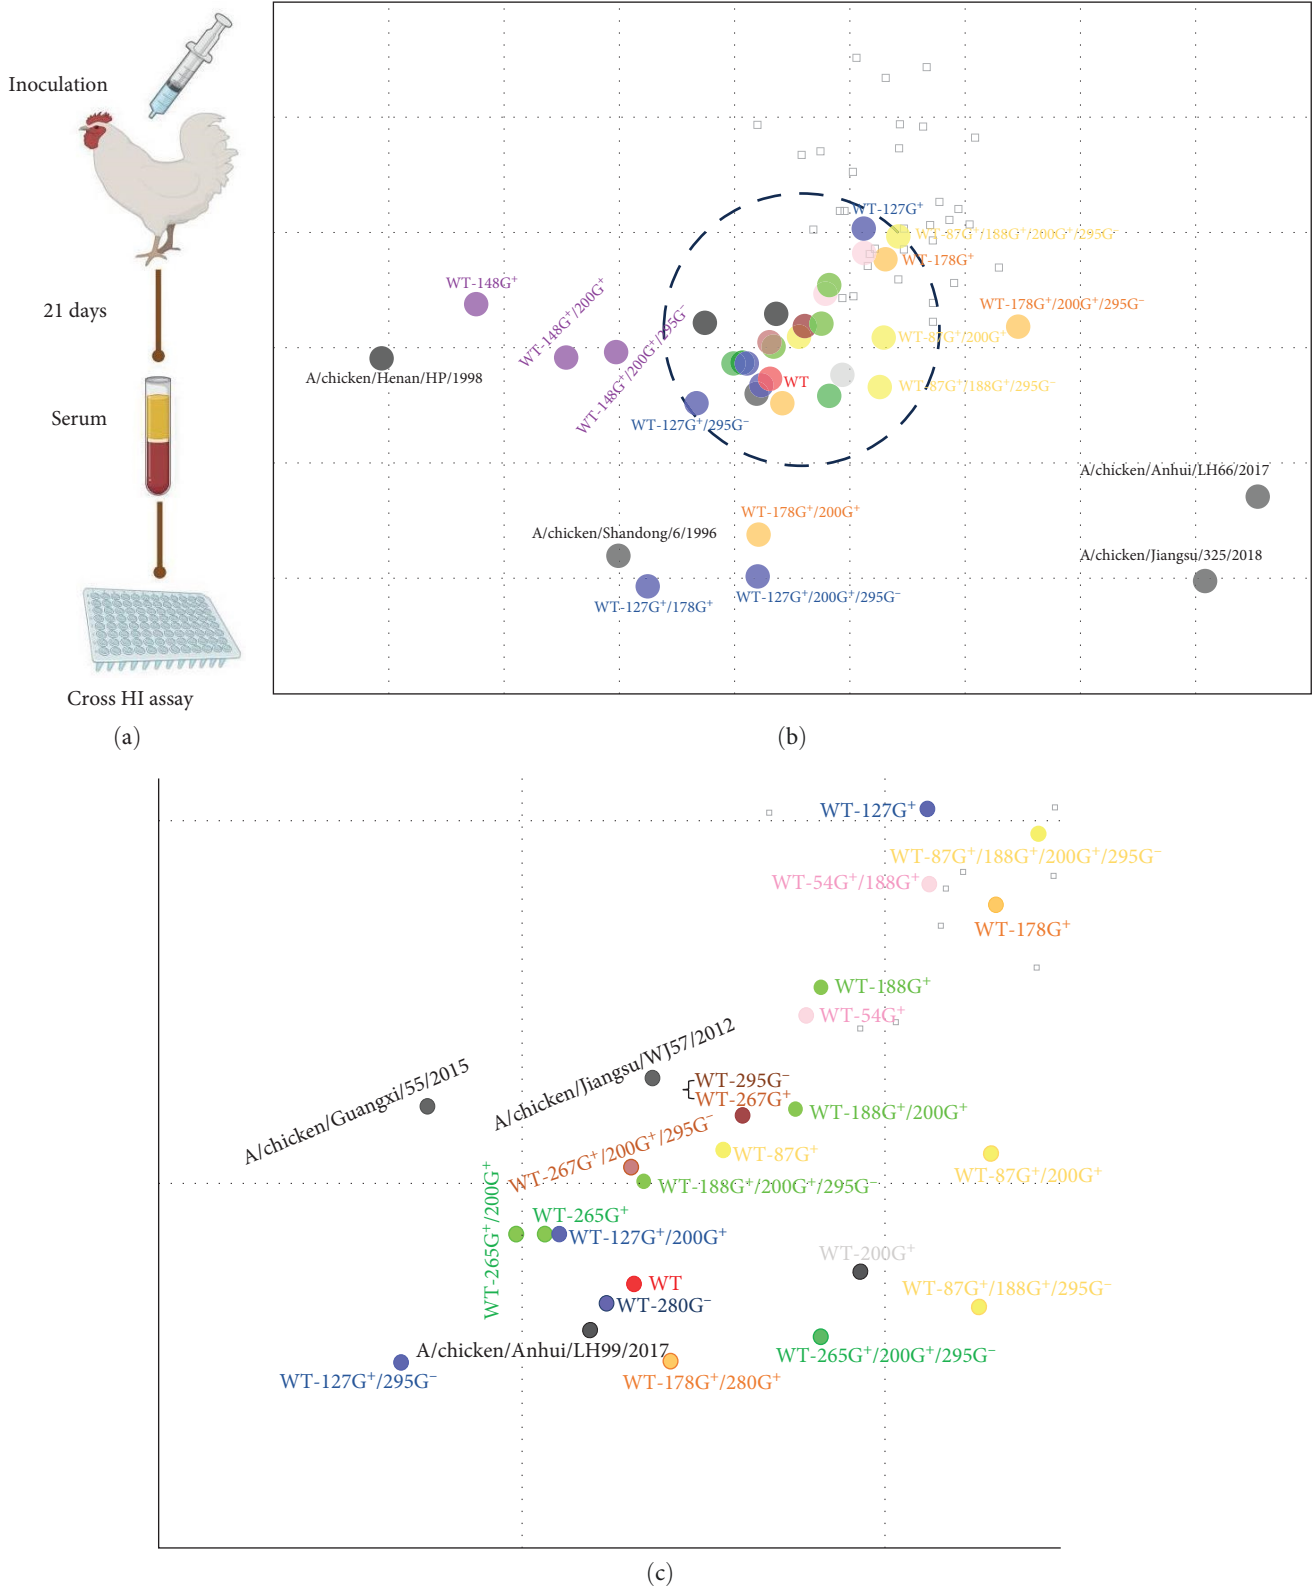 Inoculation
21 days
Serum
Cross HI assay
(a)
WT-127G⁺
WT-87G⁺/188G⁺/200G⁺/295G⁻
WT-178G⁺
WT-148G⁺
WT-148G⁺/200G⁺
WT-148G⁺/200G⁺/295G⁻
WT-178G⁺/200G⁺/295G⁻
WT-87G⁺/200G⁺
A/chicken/Henan/HP/1998
WT
WT-87G⁺/188G⁺/295G⁻
WT-127G⁺/295G⁻
A/chicken/Anhui/LH66/2017
WT-178G⁺/200G⁺
A/chicken/Shandong/6/1996
A/chicken/Jiangsu/325/2018
WT-127G⁺/178G⁺
WT-127G⁺/200G⁺/295G⁻
(b)
WT-127G⁺
WT-87G⁺/188G⁺/200G⁺/295G⁻
WT-54G⁺/188G⁺
WT-178G⁺
WT-188G⁺
WT-54G⁺
A/chicken/Jiangsu/WJ57/2012
A/chicken/Guangxi/55/2015
WT-295G⁻
WT-267G⁺
WT-188G⁺/200G⁺
WT-267G⁺/200G⁺/295G⁻
WT-87G⁺
WT-87G⁺/200G⁺
WT-188G⁺/200G⁺/295G⁻
WT-265G⁺/200G⁺
WT-265G⁺
WT-127G⁺/200G⁺
WT-200G⁺
WT
WT-87G⁺/188G⁺/295G⁻
WT-280G⁻
A/chicken/Anhui/LH99/2017
WT-265G⁺/200G⁺/295G⁻
WT-127G⁺/295G⁻
WT-178G⁺/280G⁺
(c)